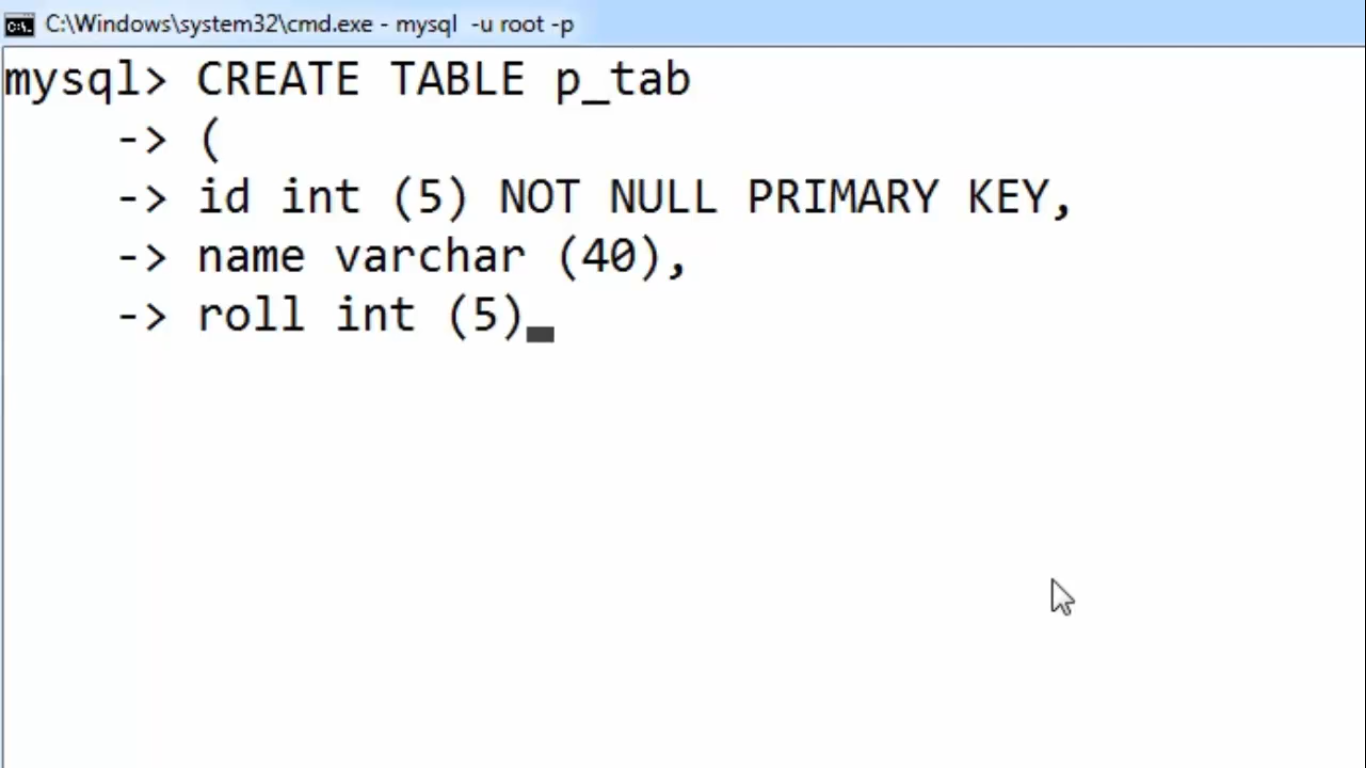 C:\Windows\system32\cmd.exe - mysql  -u root -p
mysql> CREATE TABLE p_tab
    -> (
    -> id int (5) NOT NULL PRIMARY KEY,
    -> name varchar (40),
    -> roll int (5)